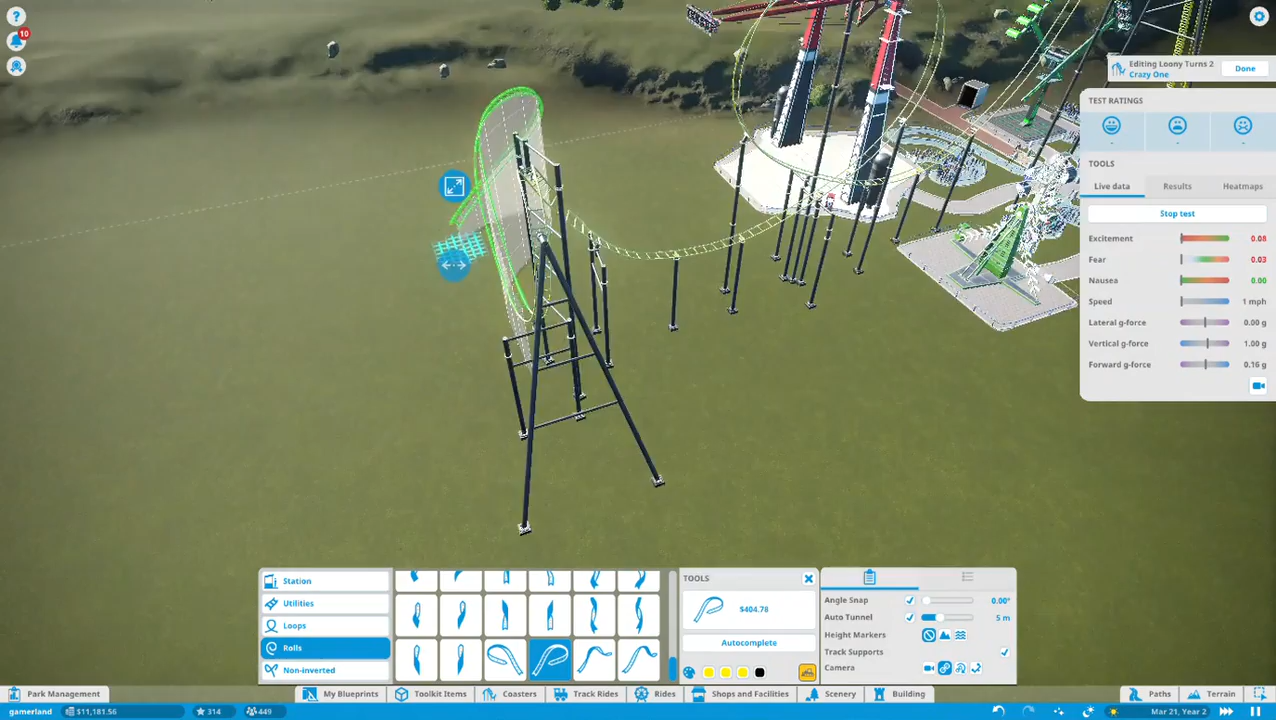 ?
10
Editing Loony Turns 2
Crazy One
Done
TEST RATINGS
- - -
TOOLS
Live data Results Heatmaps
Stop test
Excitement 0.08
Fear 0.03
Nausea 0.00
Speed 1 mph
Lateral g-force 0.00 g
Vertical g-force 1.00 g
Forward g-force 0.16 g
Station
Utilities
Loops
Rolls
Non-inverted
TOOLS
$404.78
Autocomplete
Angle Snap 0.00°
Auto Tunnel 5 m
Height Markers
Track Supports
Camera
Park Management My Blueprints Toolkit Items Coasters Track Rides Rides Shops and Facilities Scenery Building Paths Terrain
gamerland $11,181.56 314 449 Mar 21, Year 2